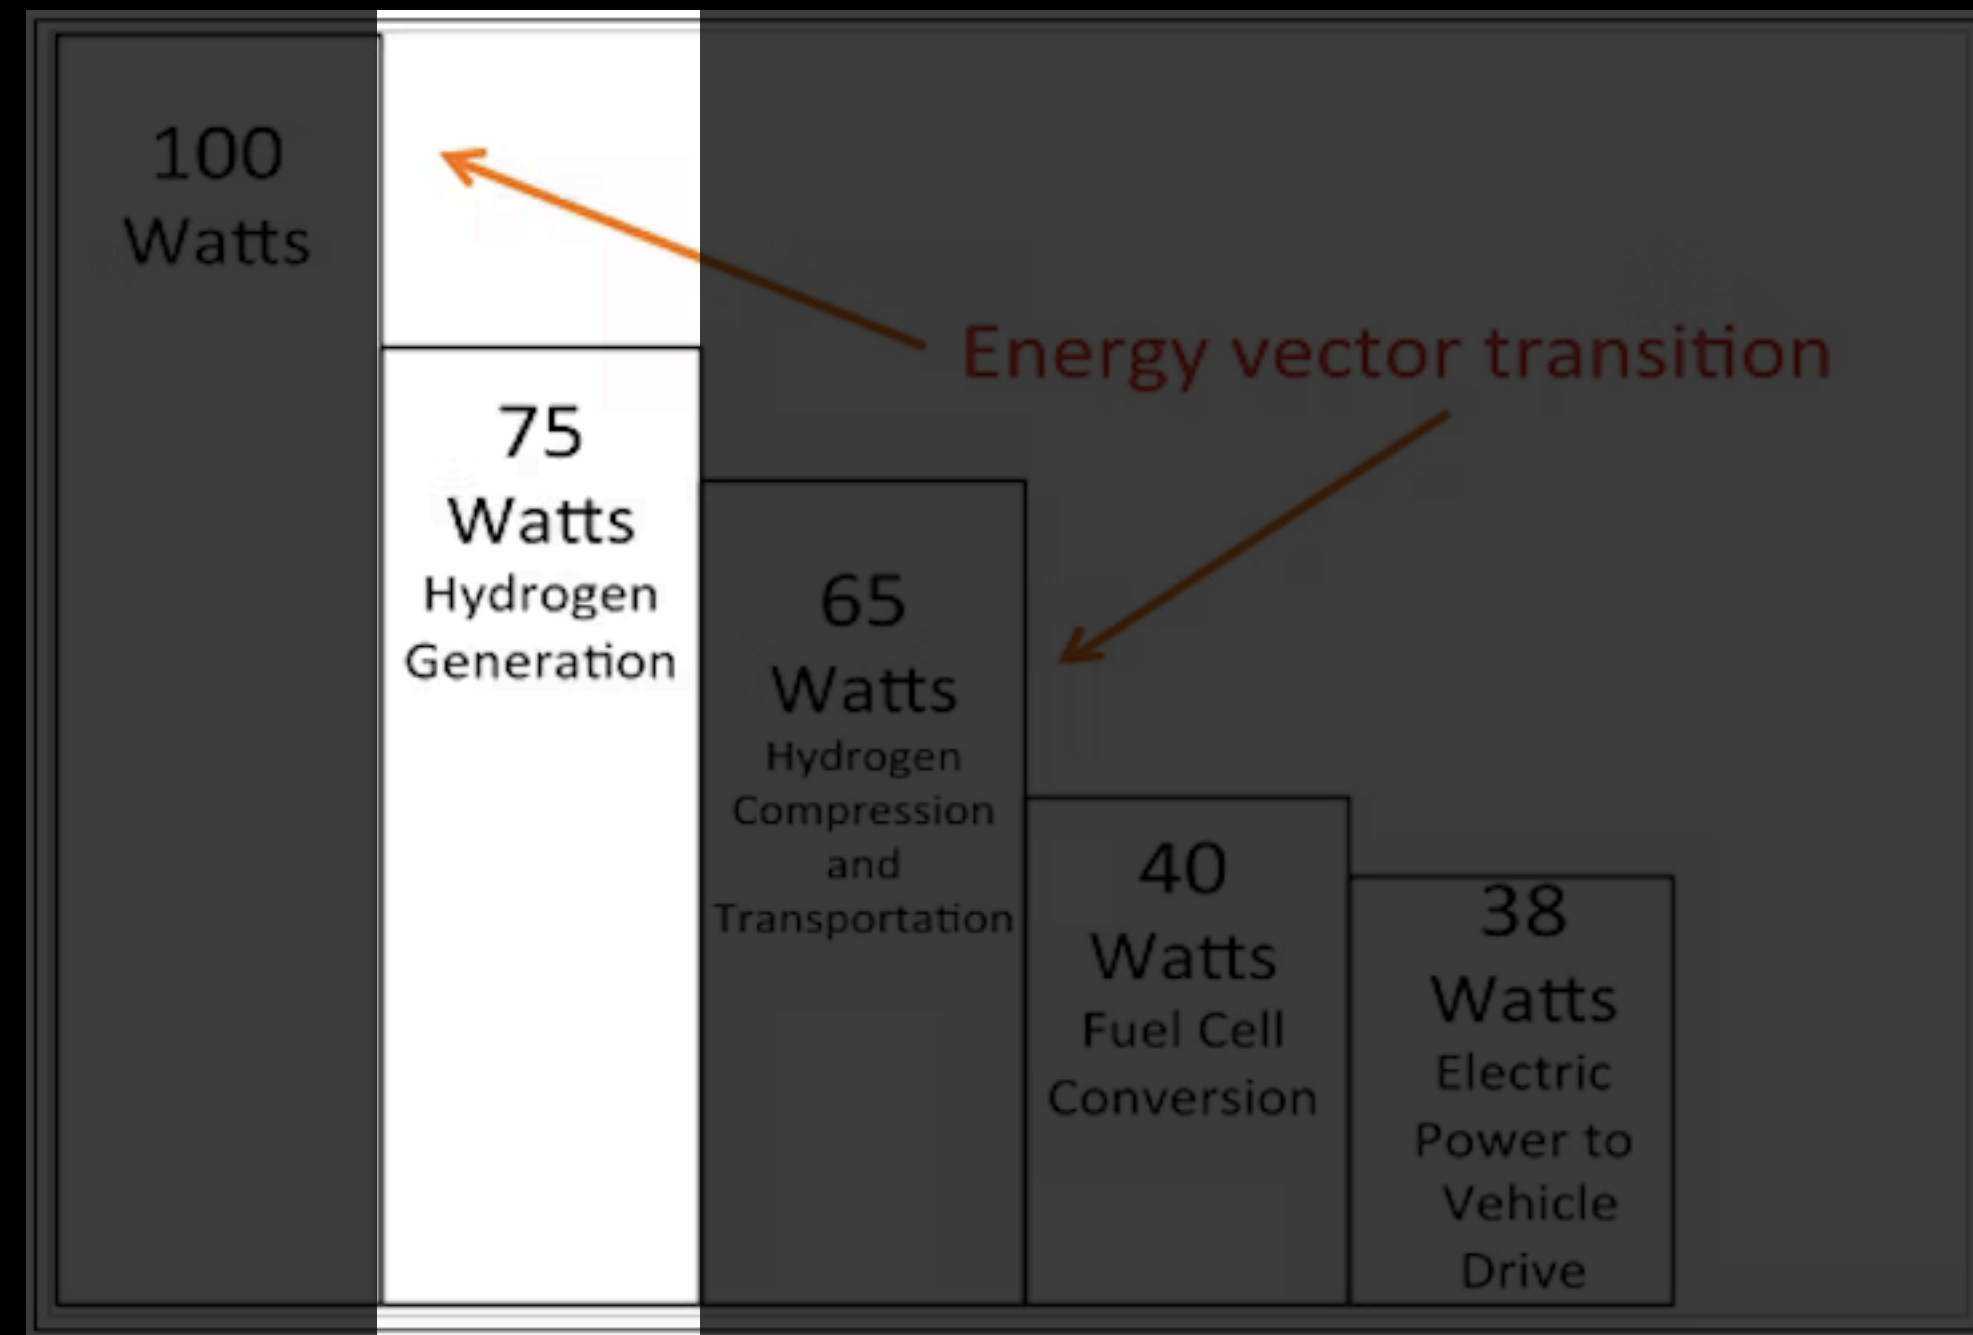 100
Watts
75
Watts
Hydrogen
Generation
Energy vector transition
65
Watts
Hydrogen
Compression
and
Transportation
40
Watts
Fuel Cell
Conversion
38
Watts
Electric
Power to
Vehicle
Drive